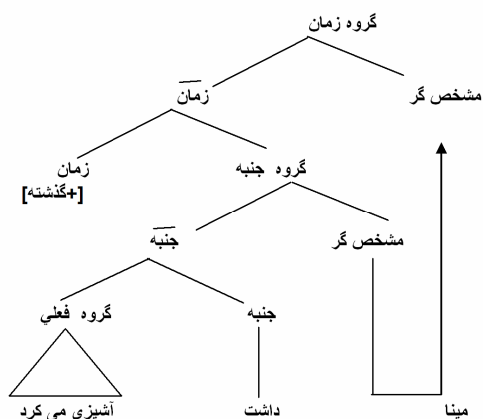 گروه زمان
مشخص گر
زمان
گروه جنبه
زمان
[+گذشته]
مشخص گر
جنبه
جنبه
گروه فعلي
مینا
داشت
آشپزی می کرد